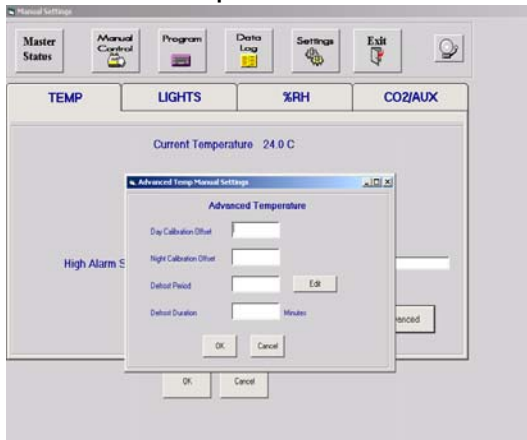 Manual Settings
Master Status
Manual Control
Program
Data Log
Settings
Exit
TEMP
LIGHTS
%RH
CO2/AUX
Current Temperature 24.0 C
Advanced Temp Manual Settings
Advanced Temperature
Day Calibration Offset
Night Calibration Offset
High Alarm S
Defrost Period
Edit
Defrost Duration
Minutes
vanced
OK
Cancel
OK
Cancel